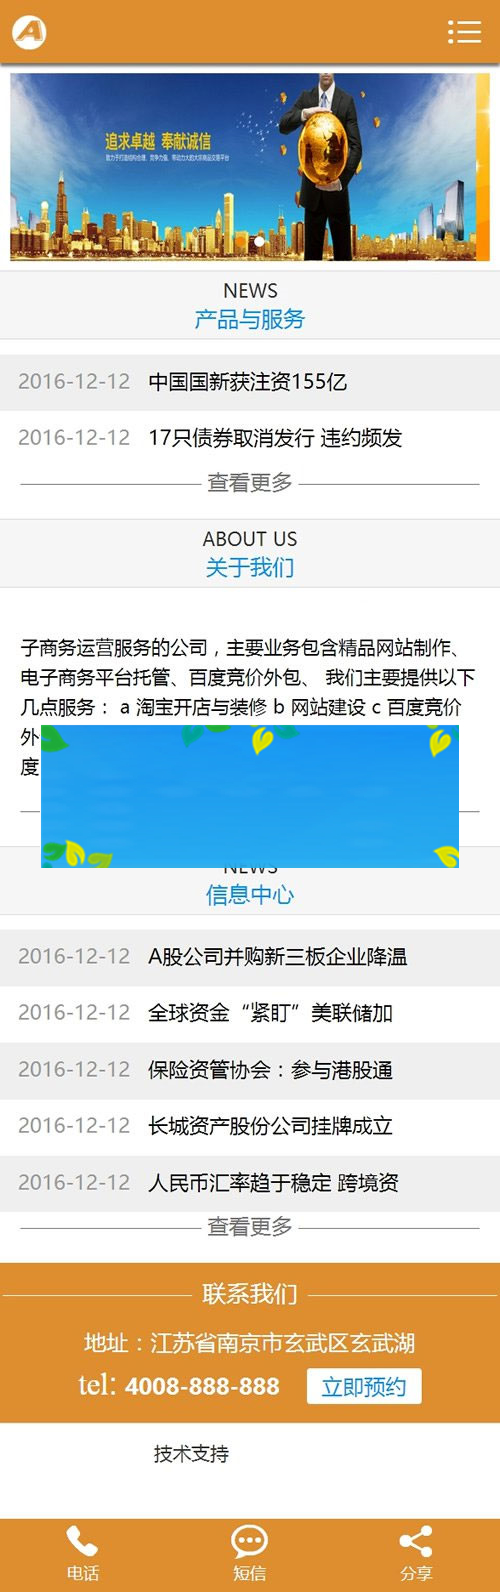 A
追求卓越 奉献诚信
NEWS
产品与服务
2016-12-12 中国国新获注资155亿
2016-12-12 17只债券取消发行 违约频发
查看更多
ABOUT US
关于我们
子商务运营服务的公司，主要业务包含精品网站制作、
电子商务平台托管、百度竞价外包、 我们主要提供以下
几点服务： a 淘宝开店与装修 b 网站建设 c 百度竞价
外
度
NEWS
信息中心
2016-12-12 A股公司并购新三板企业降温
2016-12-12 全球资金“紧盯”美联储加
2016-12-12 保险资管协会：参与港股通
2016-12-12 长城资产股份公司挂牌成立
2016-12-12 人民币汇率趋于稳定 跨境资
查看更多
联系我们
地址：江苏省南京市玄武区玄武湖
tel: 4008-888-888 立即预约
技术支持
电话 短信 分享